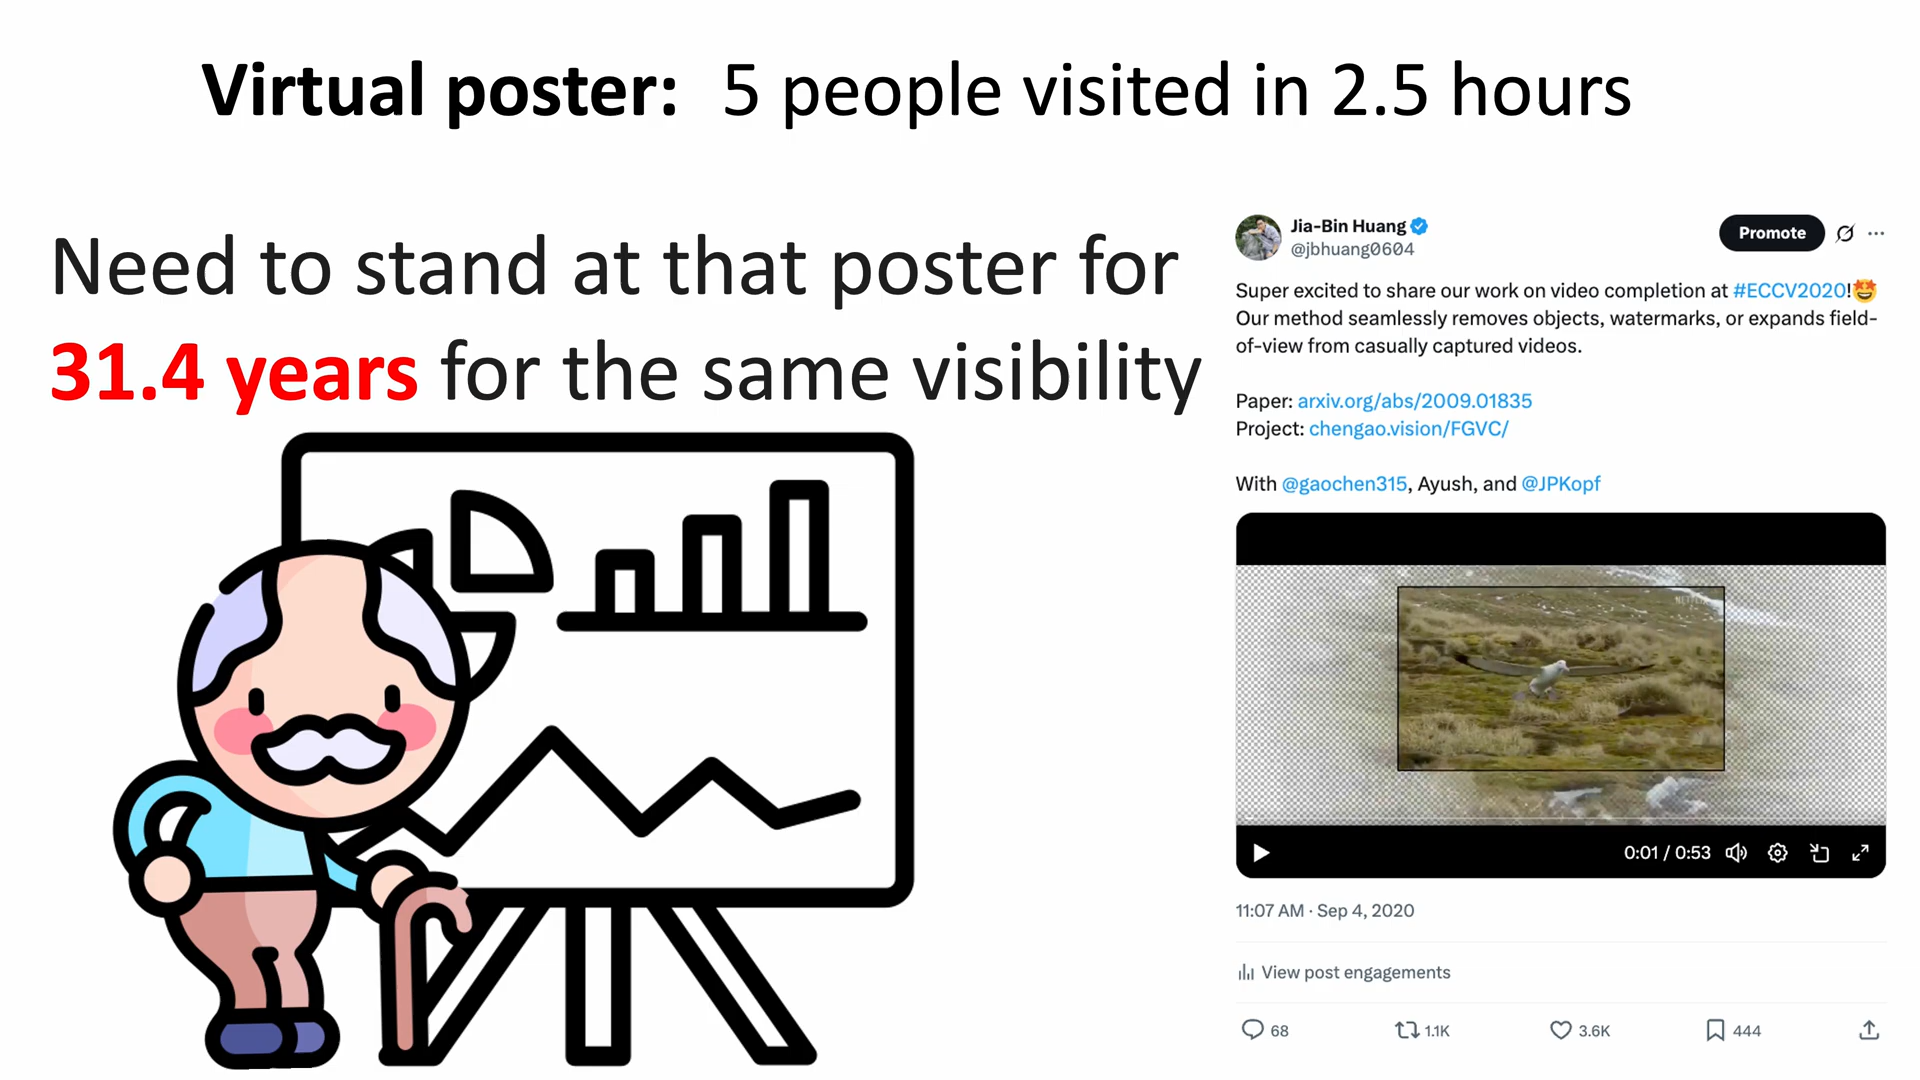 Virtual poster: 5 people visited in 2.5 hours
Need to stand at that poster for
31.4 years for the same visibility
Jia-Bin Huang
@jbhuang0604
Promote
Super excited to share our work on video completion at #ECCV2020!🤩
Our method seamlessly removes objects, watermarks, or expands field-
of-view from casually captured videos.
Paper: arxiv.org/abs/2009.01835
Project: chengao.vision/FGVC/
With @gaochen315, Ayush, and @JPKopf
NETFLIX
0:01 / 0:53
11:07 AM · Sep 4, 2020
View post engagements
68
1.1K
3.6K
444